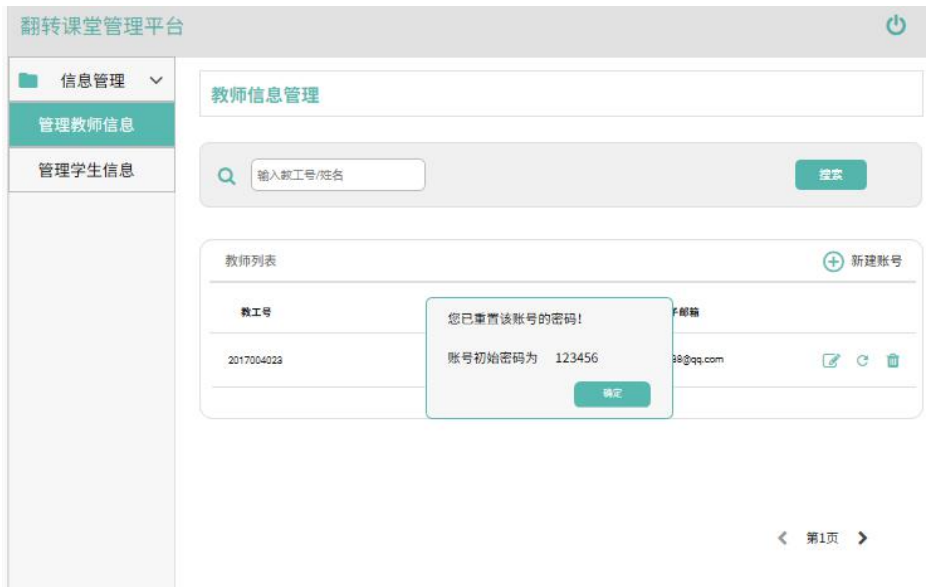 翻转课堂管理平台
信息管理
管理教师信息
管理学生信息
教师信息管理
输入教工号/姓名
搜索
教师列表
新建账号
教工号
子邮箱
2017004023
38@qq.com
您已重置该账号的密码!
账号初始密码为 123456
确定
第1页